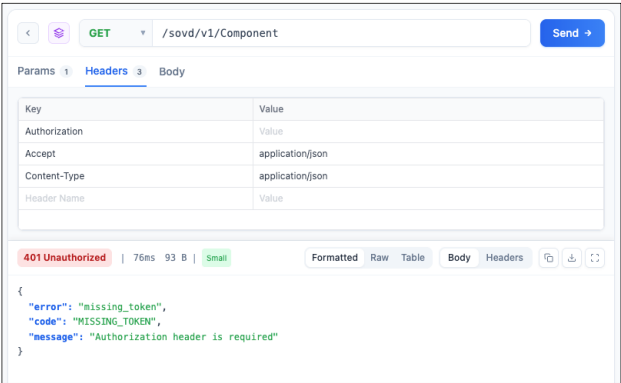 GET /sovd/v1/Component Send →
Params 1 Headers 3 Body
Key Value
Authorization Value
Accept application/json
Content-Type application/json
Header Name Value
401 Unauthorized | 76ms 93 B | Small Formatted Raw Table Body Headers
{
"error": "missing_token",
"code": "MISSING_TOKEN",
"message": "Authorization header is required"
}